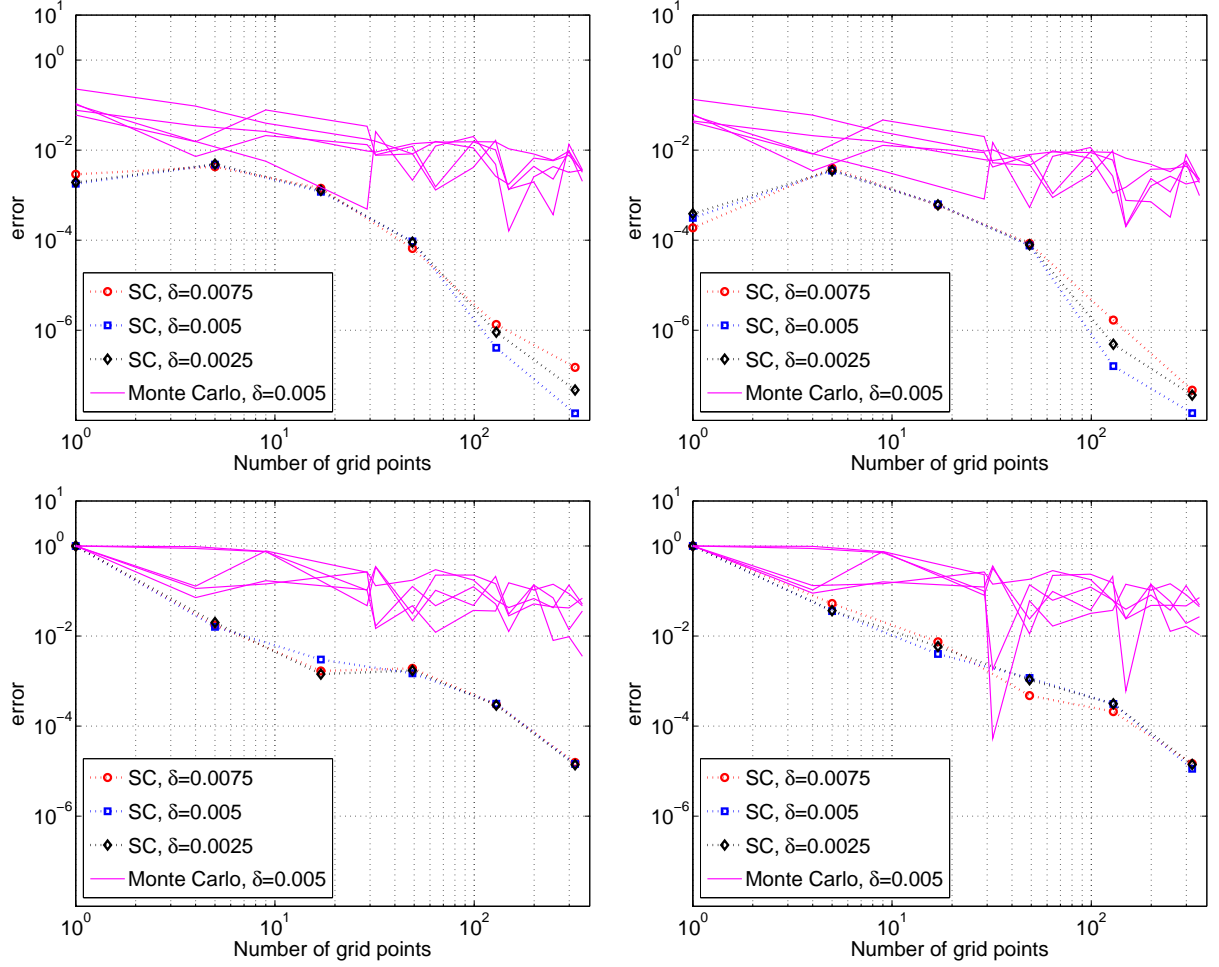 10^1
10^0
10^-2
10^-4
10^-6
error
SC, δ=0.0075
SC, δ=0.005
SC, δ=0.0025
Monte Carlo, δ=0.005
10^0
10^1
10^2
Number of grid points
10^1
10^0
10^-2
10^-4
10^-6
error
SC, δ=0.0075
SC, δ=0.005
SC, δ=0.0025
Monte Carlo, δ=0.005
10^0
10^1
10^2
Number of grid points
10^1
10^0
10^-2
10^-4
10^-6
error
SC, δ=0.0075
SC, δ=0.005
SC, δ=0.0025
Monte Carlo, δ=0.005
10^0
10^1
10^2
Number of grid points
10^1
10^0
10^-2
10^-4
10^-6
error
SC, δ=0.0075
SC, δ=0.005
SC, δ=0.0025
Monte Carlo, δ=0.005
10^0
10^1
10^2
Number of grid points